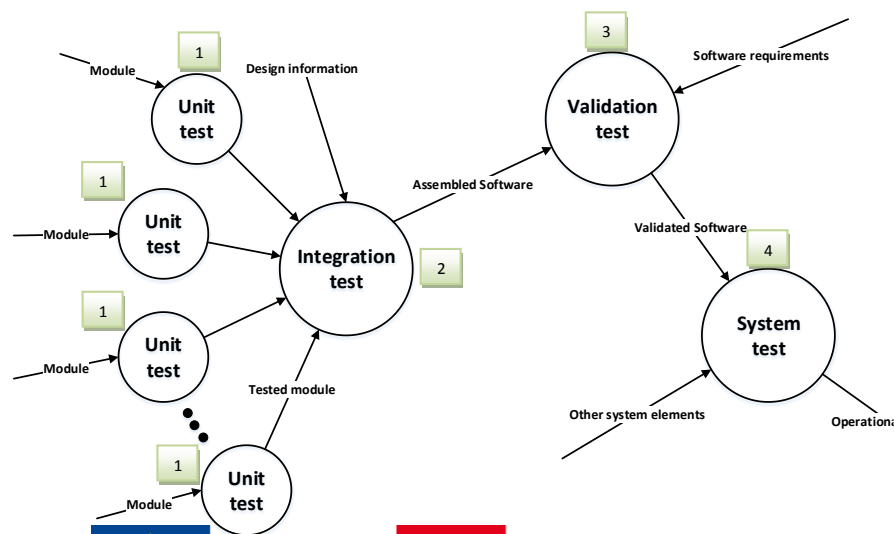 1
Module
Unit
test
Design information
3
Software requirements
Validation
test
1
Module
Unit
test
Assembled Software
Integration
test
2
Validated Software
4
1
Module
Unit
test
System
test
Tested module
Other system elements
Operationa
1
Module
Unit
test